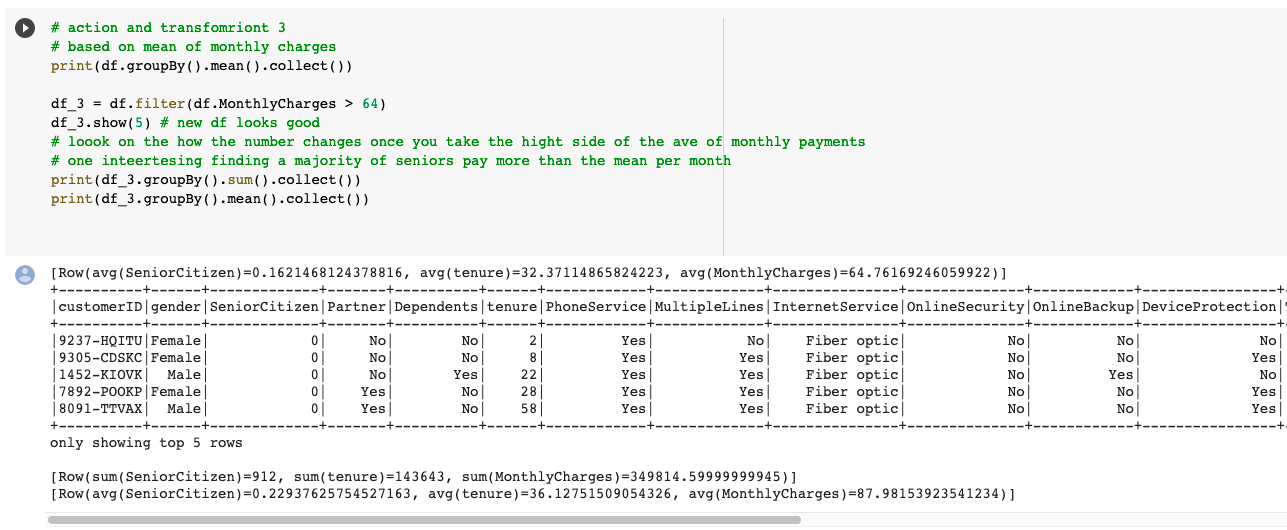 # action and transfomriont 3
# based on mean of monthly charges
print(df.groupBy().mean().collect())
df_3 = df.filter(df.MonthlyCharges > 64)
df_3.show(5) # new df looks good
# loook on the how the number changes once you take the hight side of the ave of monthly payments
# one inteertesing finding a majority of seniors pay more than the mean per month
print(df_3.groupBy().sum().collect())
print(df_3.groupBy().mean().collect())
[Row(avg(SeniorCitizen)=0.1621468124378816, avg(tenure)=32.37114865824223, avg(MonthlyCharges)=64.76169246059922)]
+----------+------+-------------+-------+----------+------+------------+-------------+---------------+--------------+------------+----------------+-
|customerID|gender|SeniorCitizen|Partner|Dependents|tenure|PhoneService|MultipleLines|InternetService|OnlineSecurity|OnlineBackup|DeviceProtection|
+----------+------+-------------+-------+----------+------+------------+-------------+---------------+--------------+------------+----------------+-
|9237-HQITU|Female| 0| No| No| 2| Yes| No| Fiber optic| No| No| No|
|9305-CDSKC|Female| 0| No| No| 8| Yes| Yes| Fiber optic| No| No| Yes|
|1452-KIOVK| Male| 0| No| Yes| 22| Yes| Yes| Fiber optic| No| Yes| No|
|7892-POOKP|Female| 0| Yes| No| 28| Yes| Yes| Fiber optic| No| No| Yes|
|8091-TTVAX| Male| 0| Yes| No| 58| Yes| Yes| Fiber optic| No| No| Yes|
+----------+------+-------------+-------+----------+------+------------+-------------+---------------+--------------+------------+----------------+-
only showing top 5 rows
[Row(sum(SeniorCitizen)=912, sum(tenure)=143643, sum(MonthlyCharges)=349814.59999999945)]
[Row(avg(SeniorCitizen)=0.22937625754527163, avg(tenure)=36.12751509054326, avg(MonthlyCharges)=87.98153923541234)]